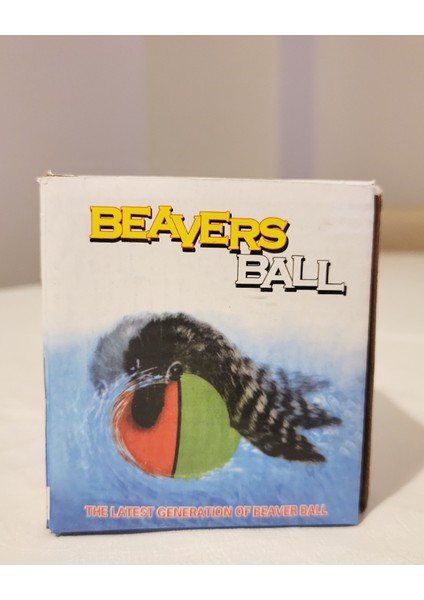 BEAVERS
BALL
THE LATEST GENERATION OF BEAVER BALL